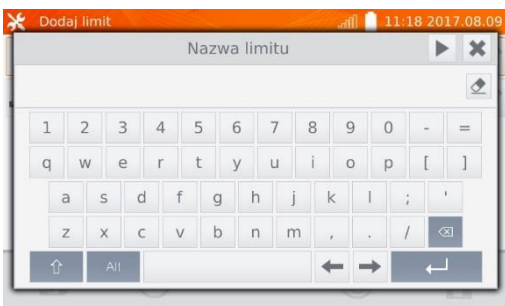 Dodaj limit 11:18 2017.08.09
Nazwa limitu
1 2 3 4 5 6 7 8 9 0 - =
q w e r t y u i o p [ ]
a s d f g h j k l ; '
z x c v b n m , . /
Alt